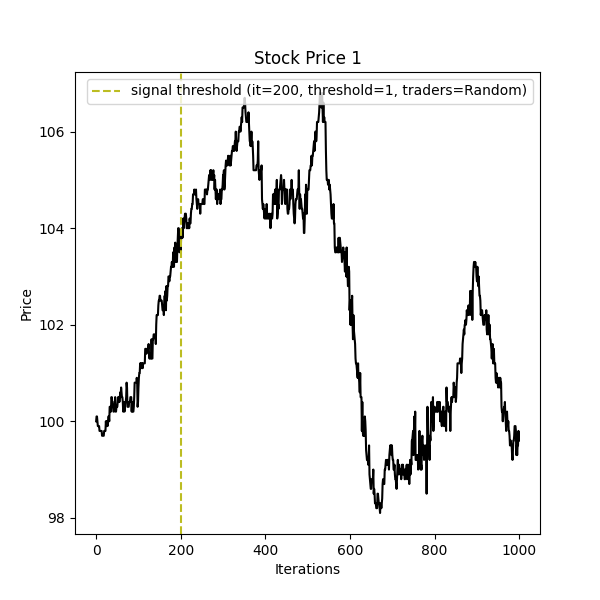 Stock Price 1
signal threshold (it=200, threshold=1, traders=Random)
106
104
102
100
98
Price
0 200 400 600 800 1000
Iterations